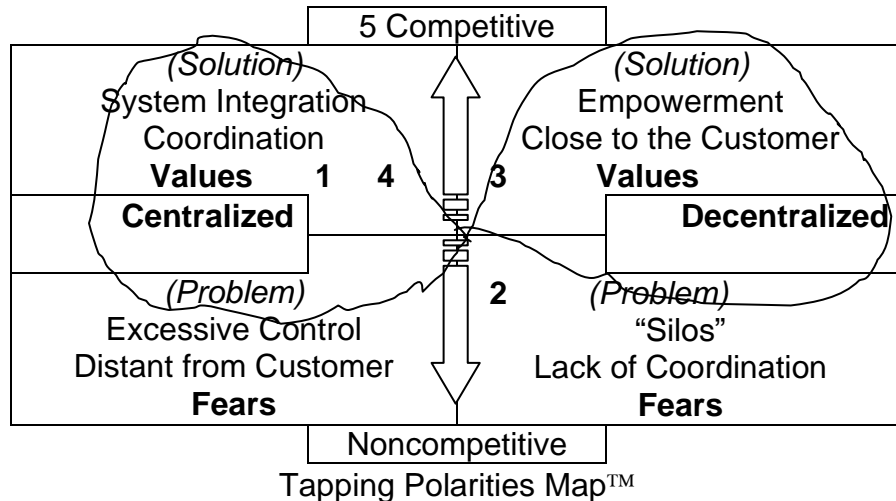 5 Competitive
(Solution)
System Integration
Coordination
Values 1 4
(Solution)
Empowerment
Close to the Customer
3 Values
Centralized
Decentralized
(Problem)
Excessive Control
Distant from Customer
Fears
2 (Problem)
“Silos”
Lack of Coordination
Fears
Noncompetitive
Tapping Polarities Map™